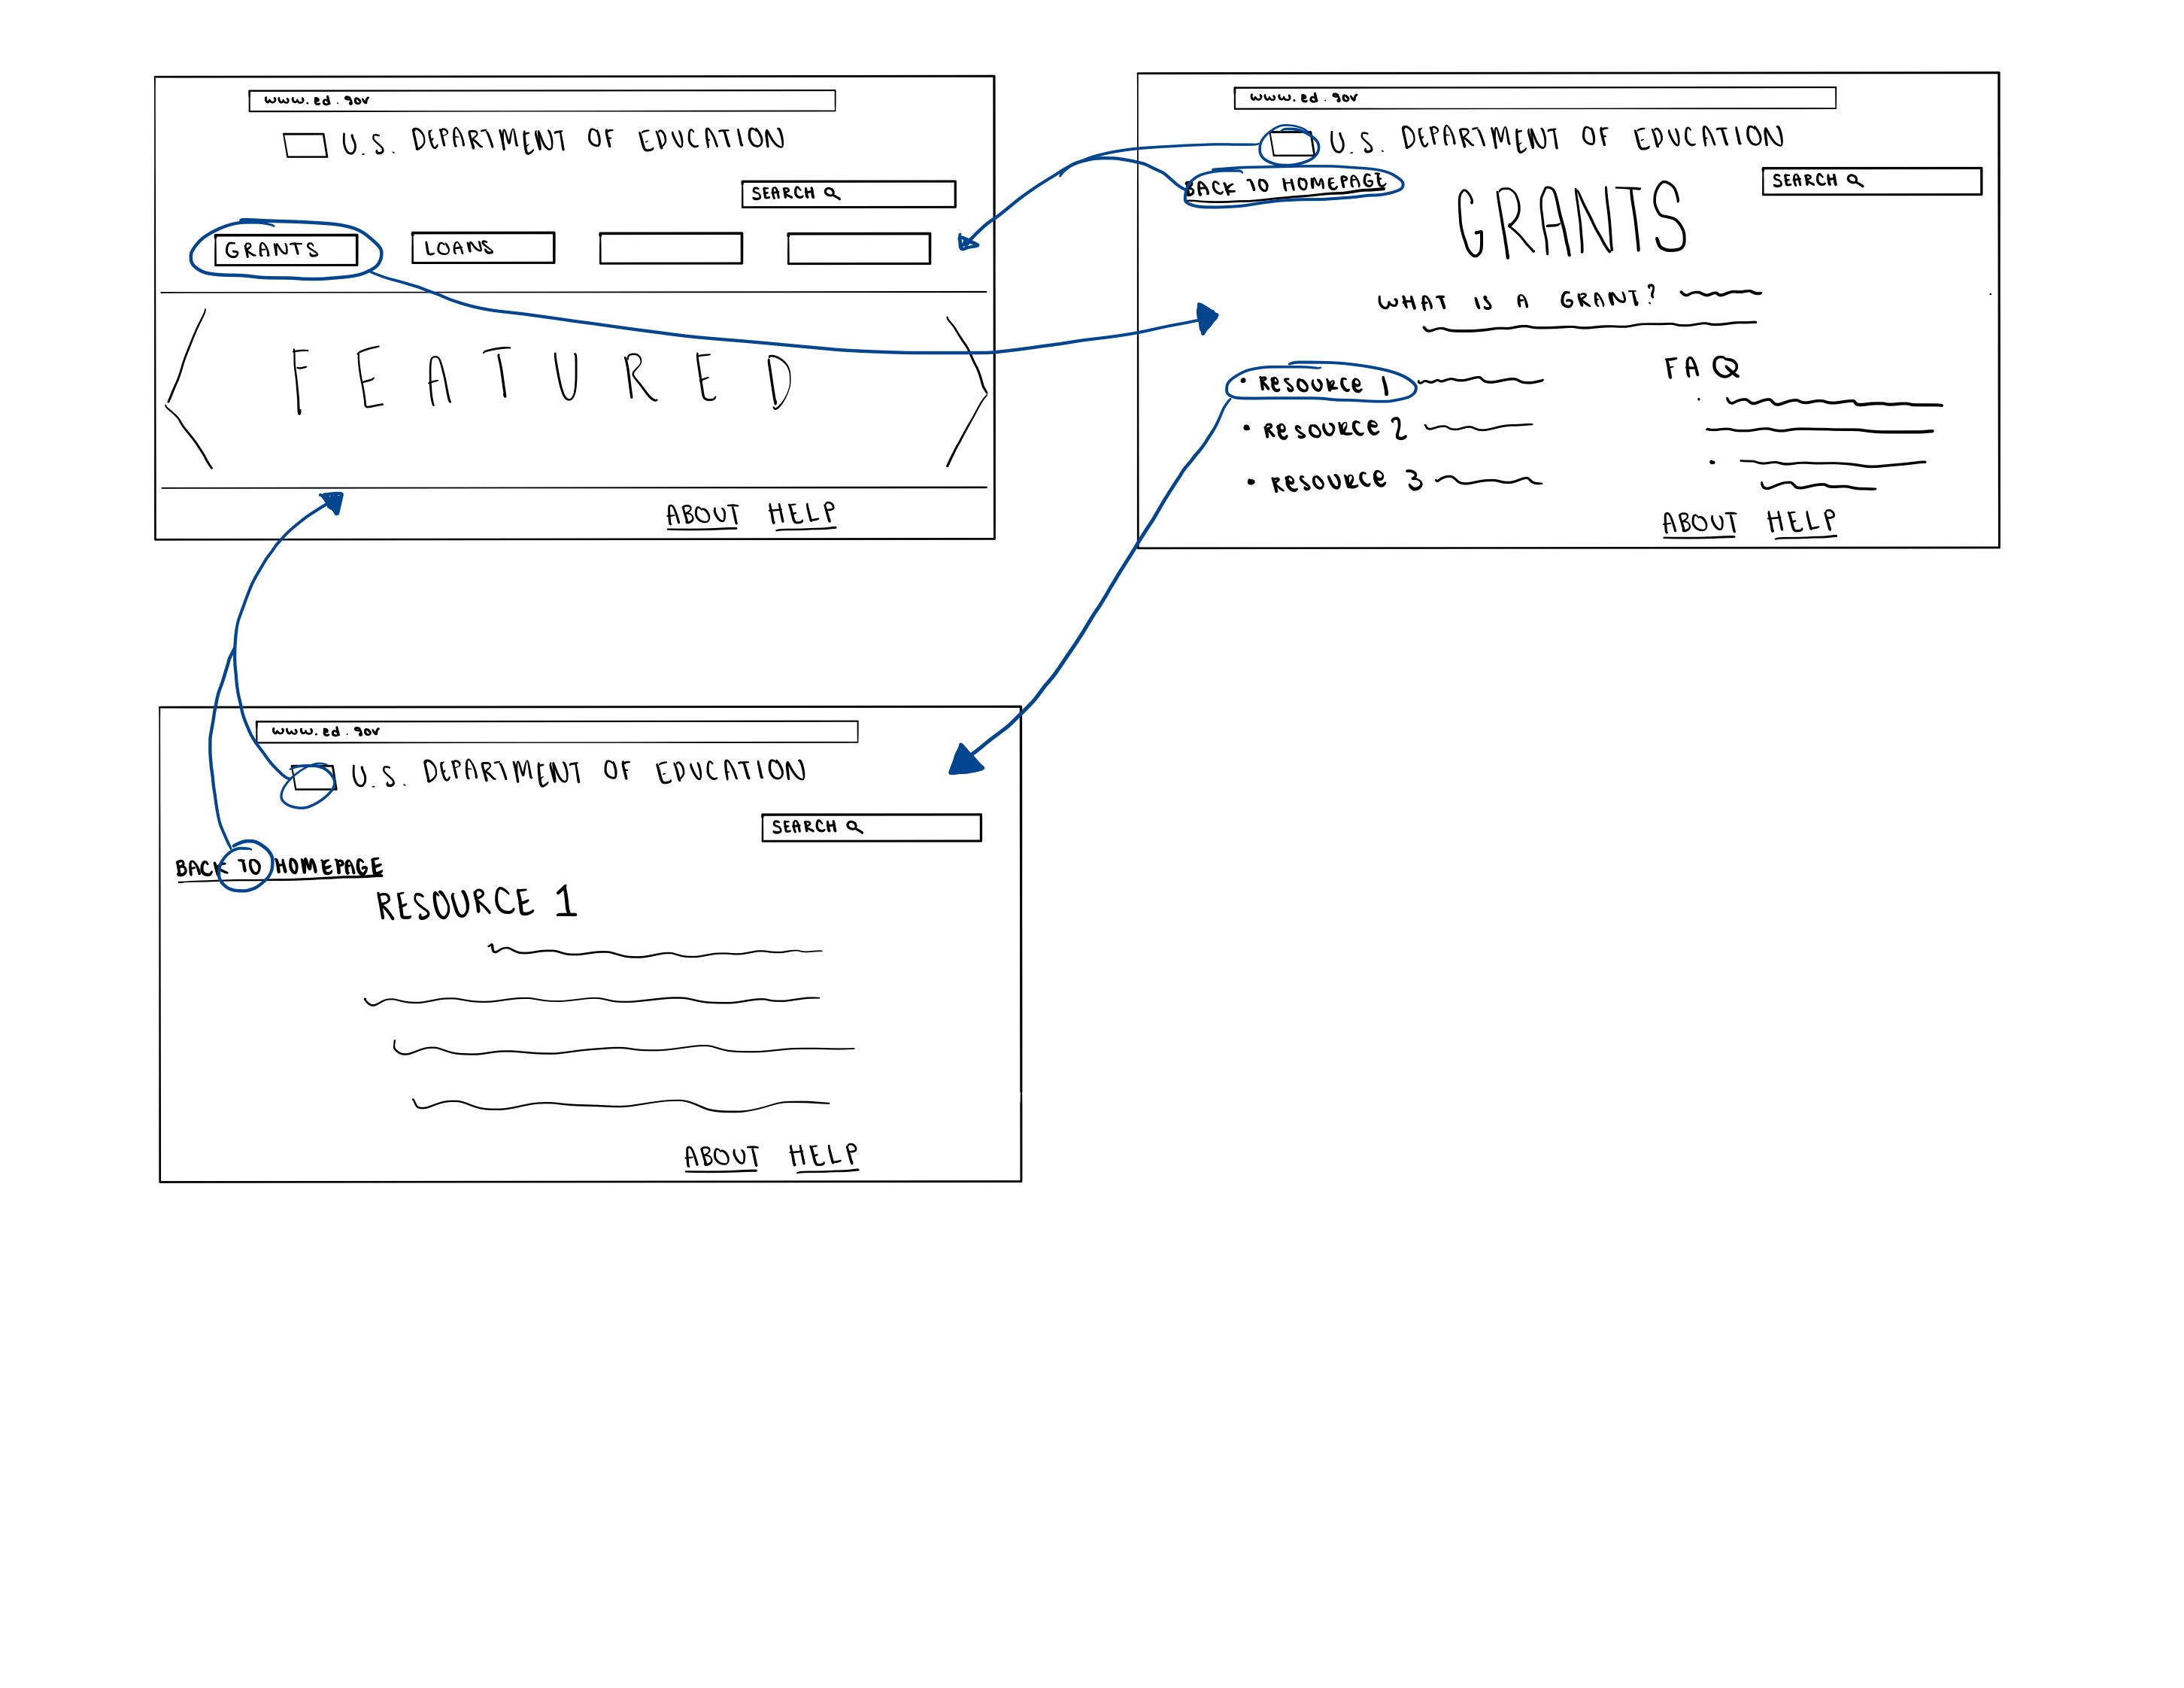 www.ed.gov
U.S. DEPARTMENT OF EDUCATION
SEARCH
GRANTS LOANS
FEATURED
ABOUT HELP
www.ed.gov
U.S. DEPARTMENT OF EDUCATION
BACK TO HOMEPAGE
SEARCH
GRANTS
WHAT IS A GRANT?
• RESOURCE 1
• RESOURCE 2
• RESOURCE 3
FAQ
ABOUT HELP
www.ed.gov
U.S. DEPARTMENT OF EDUCATION
SEARCH
BACK TO HOMEPAGE
RESOURCE 1
ABOUT HELP